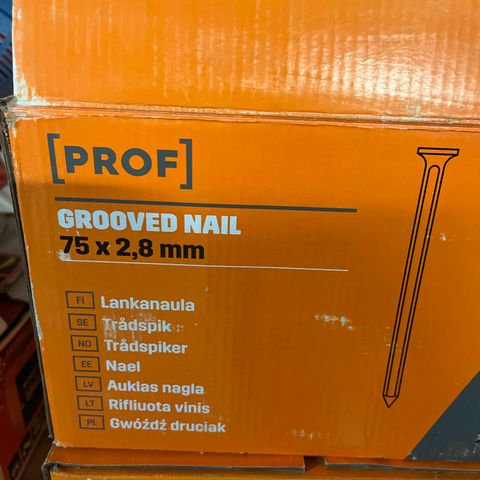 [PROF]
GROOVED NAIL
75 x 2,8 mm
FI Lankanaula
SE Trådspik
NO Trådspiker
EE Nael
LV Auklas nagla
LT Rifliuota vinis
PL Gwóźdź druciak